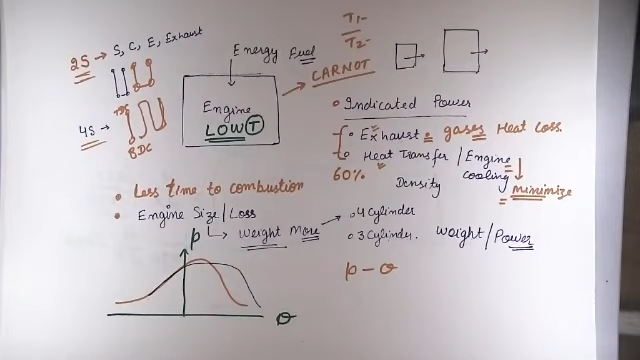 2S → S, C, E, Exhaust
4S →
TDC
BDC
Energy Fuel
Engine
LOW T
T1-
T2-
CARNOT
• Indicated Power
• Exhaust • gases Heat Loss.
• Heat Transfer / Engine
cooling
60%
Density
minimize
• Less Time to combustion
• Engine Size/Loss
↳ Weight More
.4 Cylinder
.3 Cylinder.
Weight/Power
P
θ
p - θ